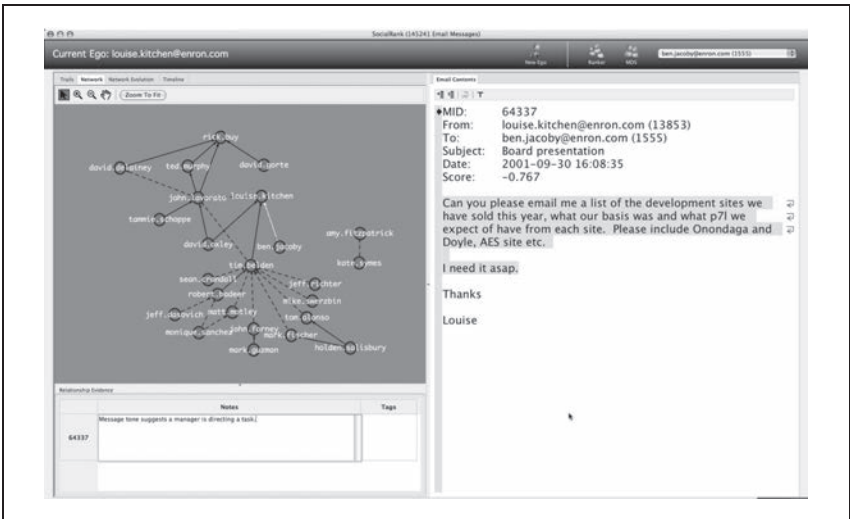 SocialRank (14524) Email Messages)
Current Ego: louise.kitchen@enron.com
New Ego
Ranker
MDS
ben.jacoby@enron.com (1555)
Trails Network Network Evolution Timeline
Zoom To Fit
rick.buy
david.delainey
ted.murphy
david.porte
john.lavorato
louise.kitchen
tammie.schoppe
amy.fitzpatrick
david.oxley
ben.jacoby
tim.belden
kate.symes
sean.crandall
jeff.richter
robert.badeer
mike.swerzbin
jeff.dasovich
matt.motley
tom.alonso
monique.sanchez
john.forney
mark.fischer
mark.guzman
holden.salisbury
Relationship Evidence
Notes
Tags
64337
Message tone suggests a manager is directing a task.
Email Contents
MID: 64337
From: louise.kitchen@enron.com (13853)
To: ben.jacoby@enron.com (1555)
Subject: Board presentation
Date: 2001-09-30 16:08:35
Score: -0.767
Can you please email me a list of the development sites we
have sold this year, what our basis was and what p7l we
expect of have from each site. Please include Onondaga and
Doyle, AES site etc.
I need it asap.
Thanks
Louise